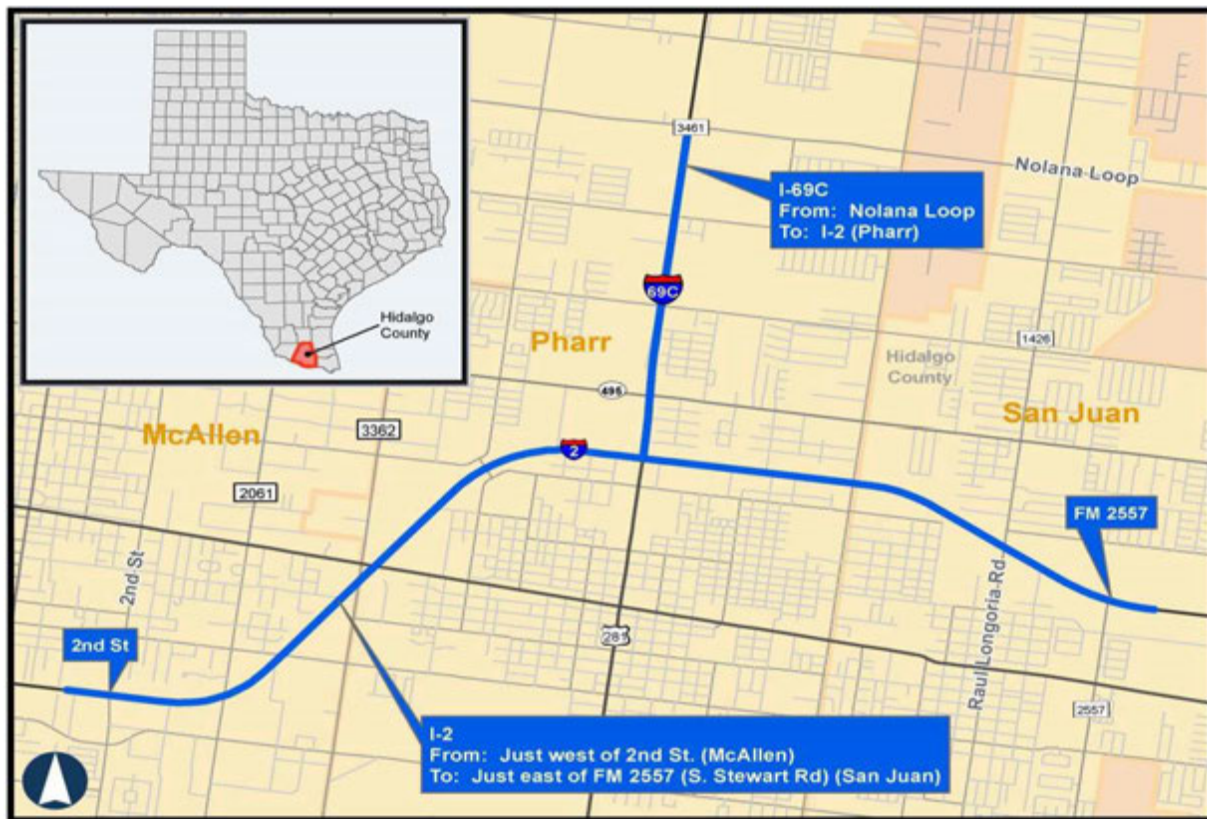 Hidalgo
County
3461
Nolana Loop
I-69C
From: Nolana Loop
To: I-2 (Pharr)
69C
Pharr
1426
Hidalgo
County
495
San Juan
McAllen
3362
2
2061
FM 2557
2nd St
Raul Longoria Rd
2nd St
281
2557
I-2
From: Just west of 2nd St. (McAllen)
To: Just east of FM 2557 (S. Stewart Rd) (San Juan)